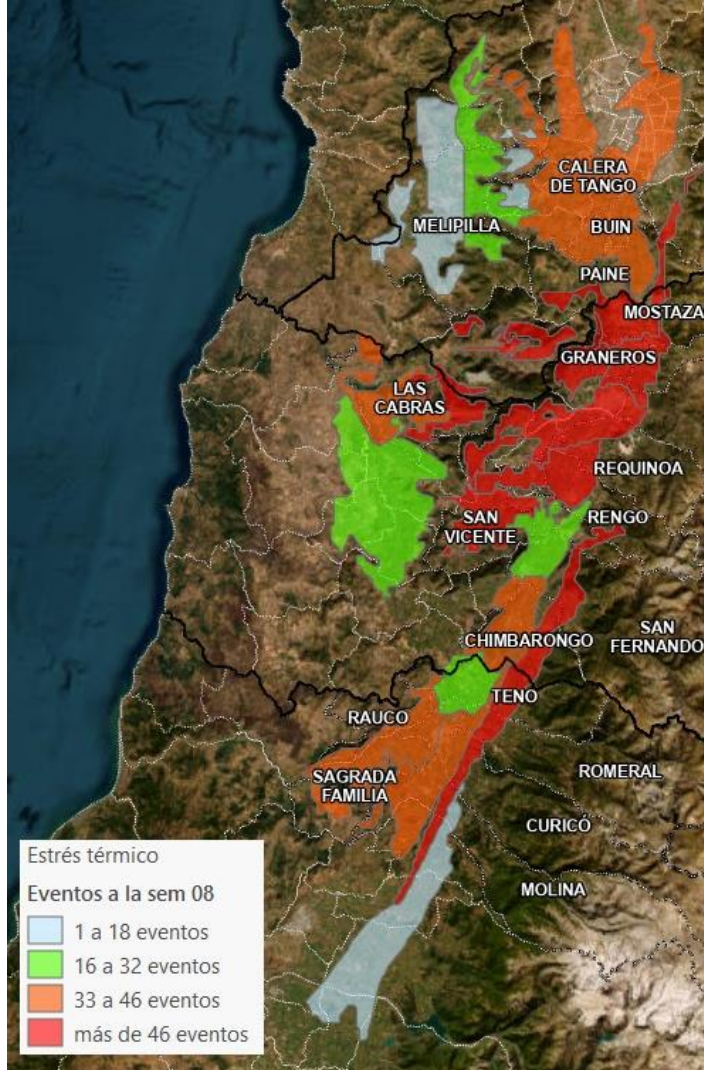 CALERA
DE TANGO
MELIPILLA
BUIN
PAINE
MOSTAZA
GRANEROS
LAS
CABRAS
REQUINOA
SAN
VICENTE
RENGO
CHIMBARONGO
SAN
FERNANDO
TENO
RAUCO
SAGRADA
FAMILIA
ROMERAL
CURICÓ
MOLINA
Estrés térmico
Eventos a la sem 08
1 a 18 eventos
16 a 32 eventos
33 a 46 eventos
más de 46 eventos